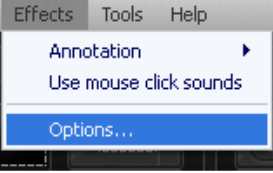 Effects Tools Help
Annotation
Use mouse click sounds
Options...